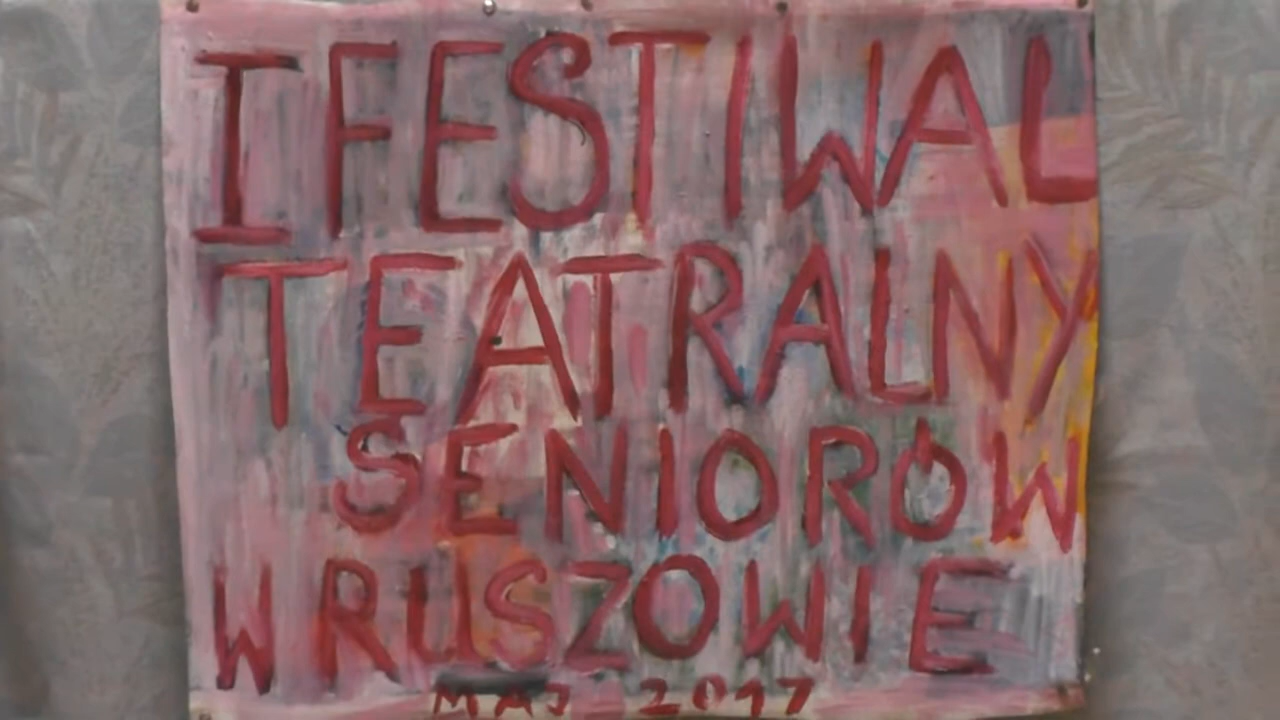 I FESTIWAL
TEATRALNY
SENIORÓW
W RUSZOWIE
MAJ 2017